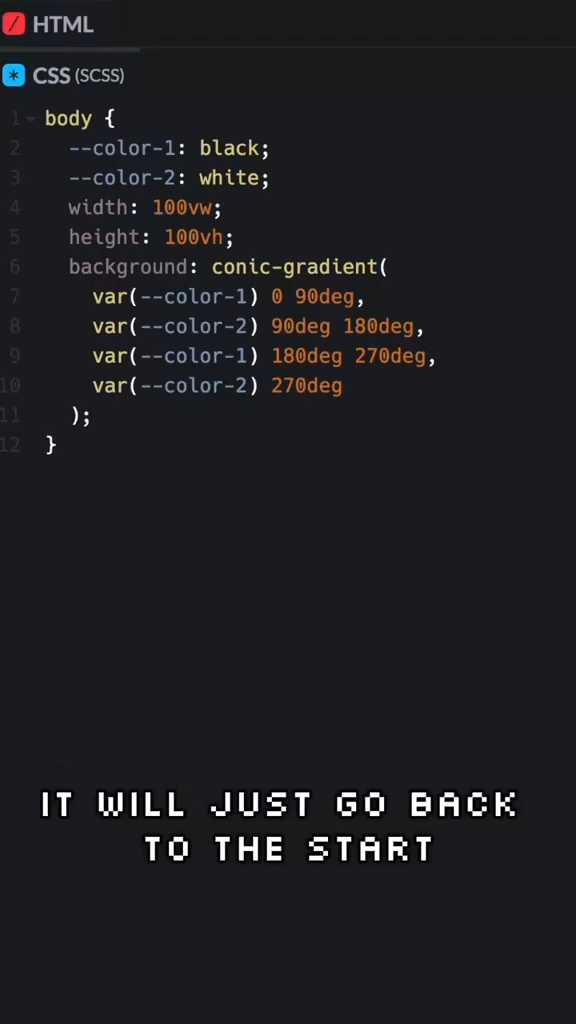 HTML
CSS (SCSS)
1 body {
2 --color-1: black;
3 --color-2: white;
4 width: 100vw;
5 height: 100vh;
6 background: conic-gradient(
7 var(--color-1) 0 90deg,
8 var(--color-2) 90deg 180deg,
9 var(--color-1) 180deg 270deg,
10 var(--color-2) 270deg
11 );
12 }
IT WILL JUST GO BACK
TO THE START